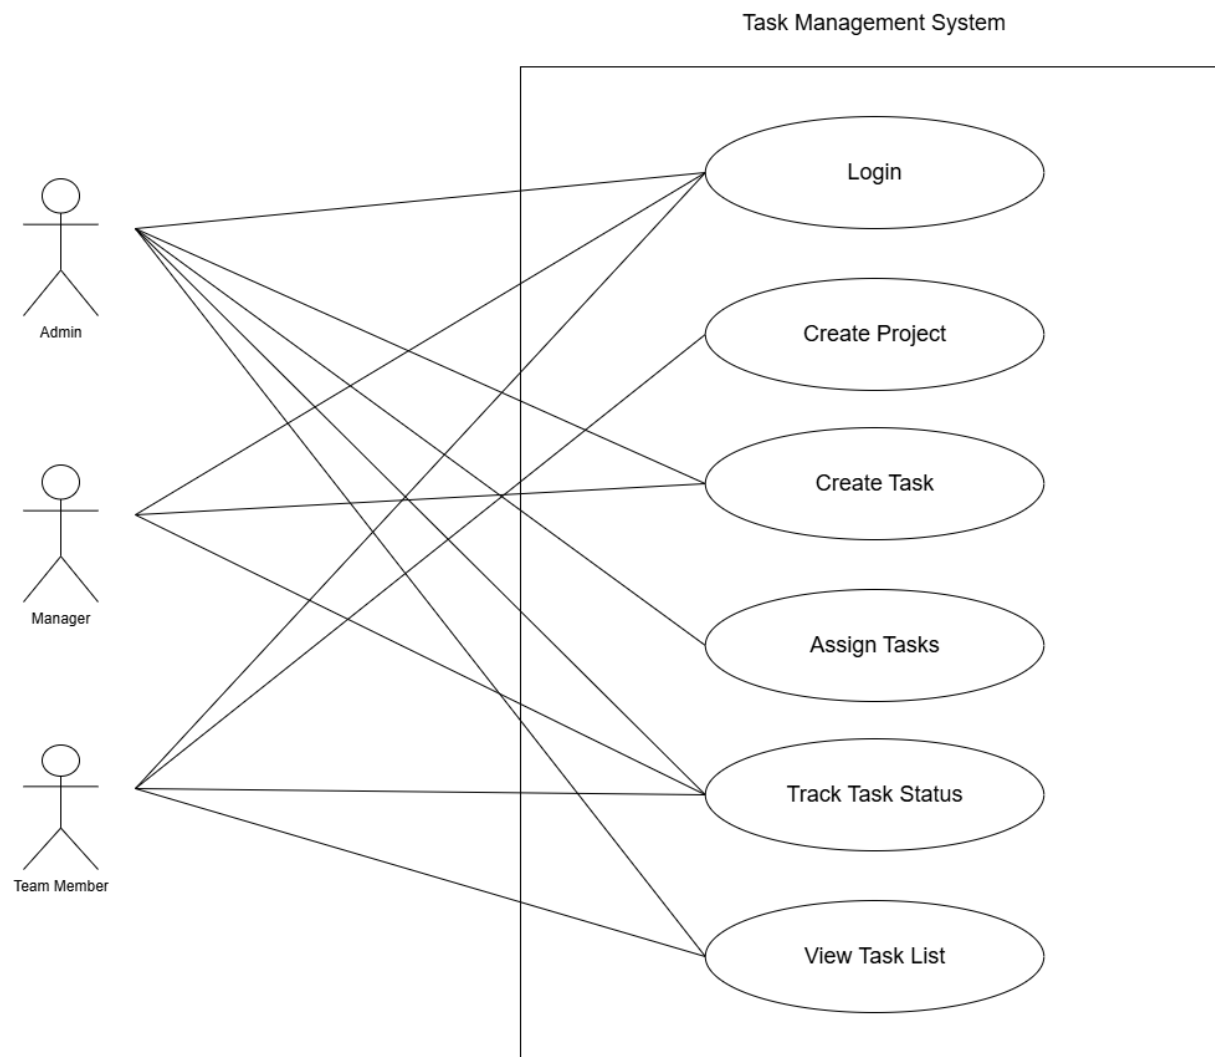 Task Management System
Login
Admin
Create Project
Create Task
Manager
Assign Tasks
Track Task Status
Team Member
View Task List